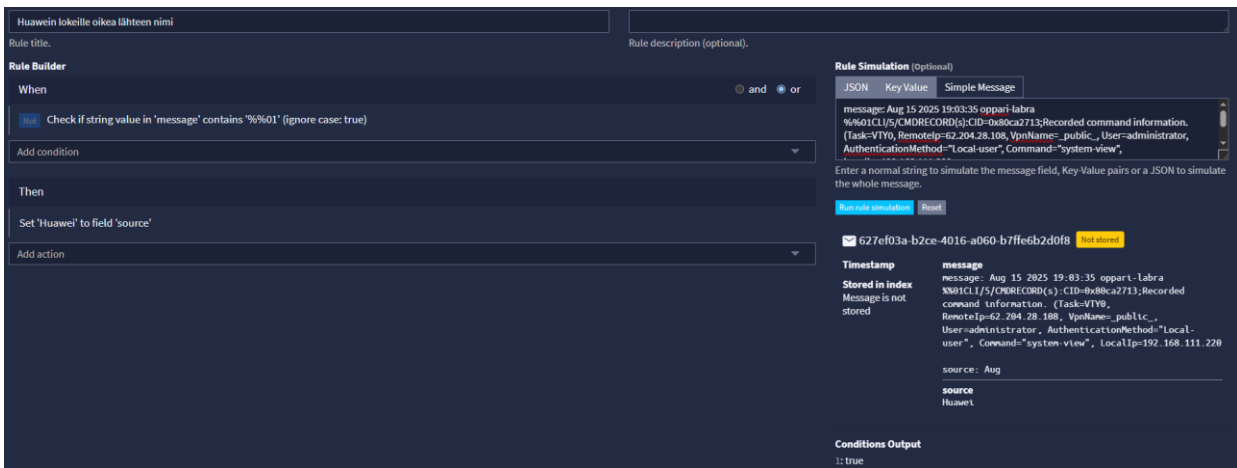 Huawein lokeille oikea lähteen nimi
Rule title.
Rule description (optional).
Rule Builder
When
and
or
Not
Check if string value in 'message' contains '%%01' (ignore case: true)
Add condition
Then
Set 'Huawei' to field 'source'
Add action
Rule Simulation (Optional)
JSON
Key Value
Simple Message
message: Aug 15 2025 19:03:35 oppari-labra
%%01CLI/5/CMDRECORD(s):CID=0x80ca2713;Recorded command information.
(Task=VTY0, RemoteIp=62.204.28.108, VpnName=_public_, User=administrator,
AuthenticationMethod="Local-user", Command="system-view",
Enter a normal string to simulate the message field, Key-Value pairs or a JSON to simulate
the whole message.
Run rule simulation
Reset
627ef03a-b2ce-4016-a060-b7ffe6b2d0f8
Not stored
Timestamp
Stored in index
Message is not
stored
message
message: Aug 15 2025 19:03:35 oppari-labra
%%01CLI/5/CMDRECORD(s):CID=0x80ca2713;Recorded
command information. (Task=VTY0,
RemoteIp=62.204.28.108, VpnName=_public_,
User=administrator, AuthenticationMethod="Local-
user", Command="system-view", LocalIp=192.168.111.220
source: Aug
source
Huawei
Conditions Output
1: true